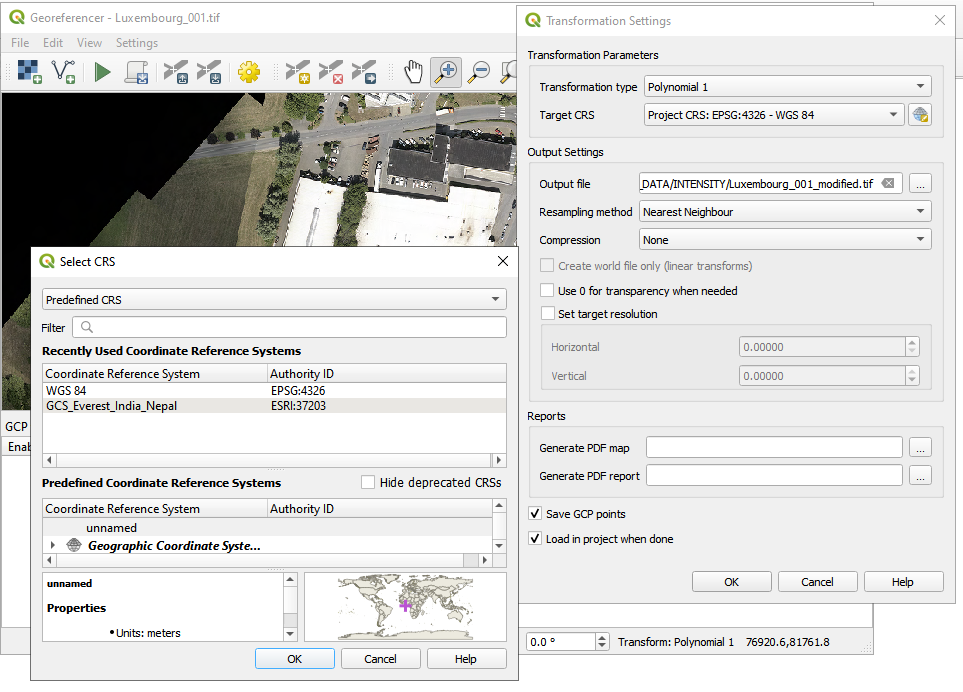 Georeferencer - Luxembourg_001.tif
File Edit View Settings
GCP
Enab
Transformation Settings
Transformation Parameters
Transformation type Polynomial 1
Target CRS Project CRS: EPSG:4326 - WGS 84
Output Settings
Output file _DATA/INTENSITY/Luxembourg_001_modified.tif ...
Resampling method Nearest Neighbour
Compression None
Create world file only (linear transforms)
Use 0 for transparency when needed
Set target resolution
Horizontal 0.00000
Vertical 0.00000
Reports
Generate PDF map ...
Generate PDF report ...
Save GCP points
Load in project when done
OK Cancel Help
Select CRS
Predefined CRS
Filter
Recently Used Coordinate Reference Systems
Coordinate Reference System Authority ID
WGS 84 EPSG:4326
GCS_Everest_India_Nepal ESRI:37203
Predefined Coordinate Reference Systems Hide deprecated CRSs
Coordinate Reference System Authority ID
unnamed
Geographic Coordinate Syste...
unnamed
Properties
•Units: meters
OK Cancel Help
0.0 ° Transform: Polynomial 1 76920.6,81761.8